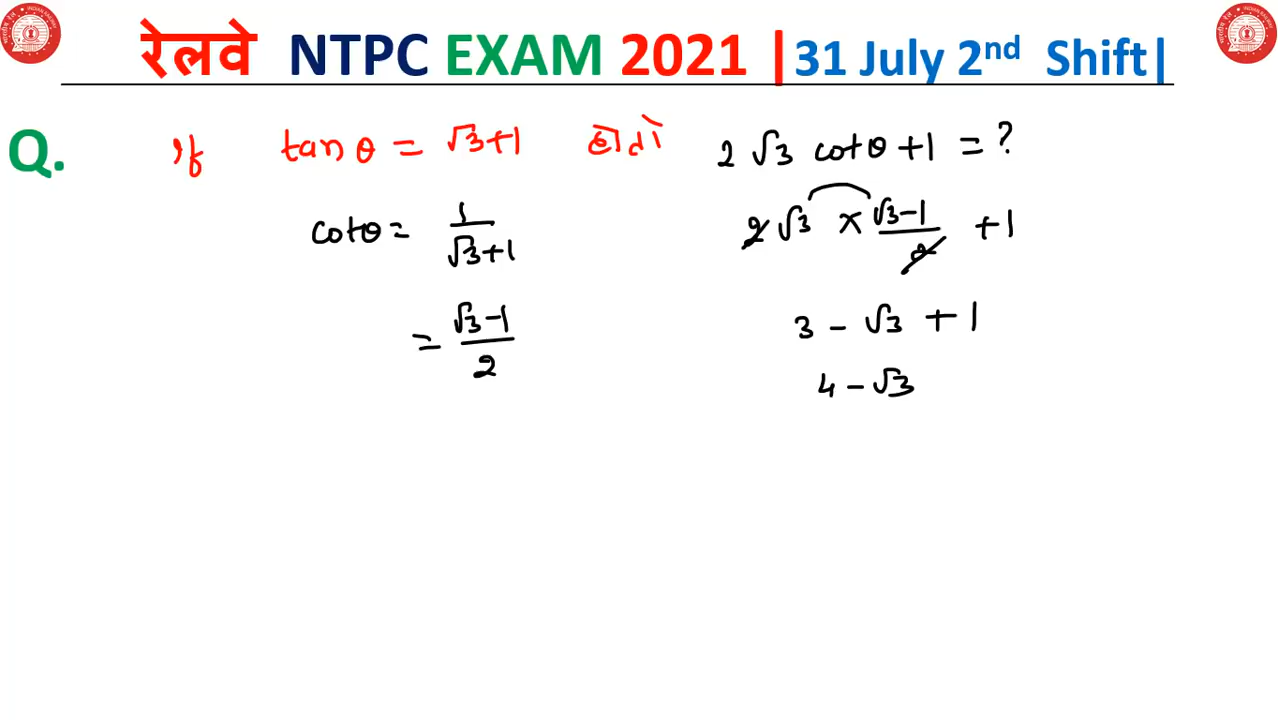 रेलवे NTPC EXAM 2021 | 31 July 2nd Shift|
Q. if tanθ = √3+1 हो तो 2√3 cotθ+1 = ?
cotθ = 1/(√3+1)
2√3 × (√3-1)/2 + 1
= (√3-1)/2
3 - √3 + 1
4 - √3